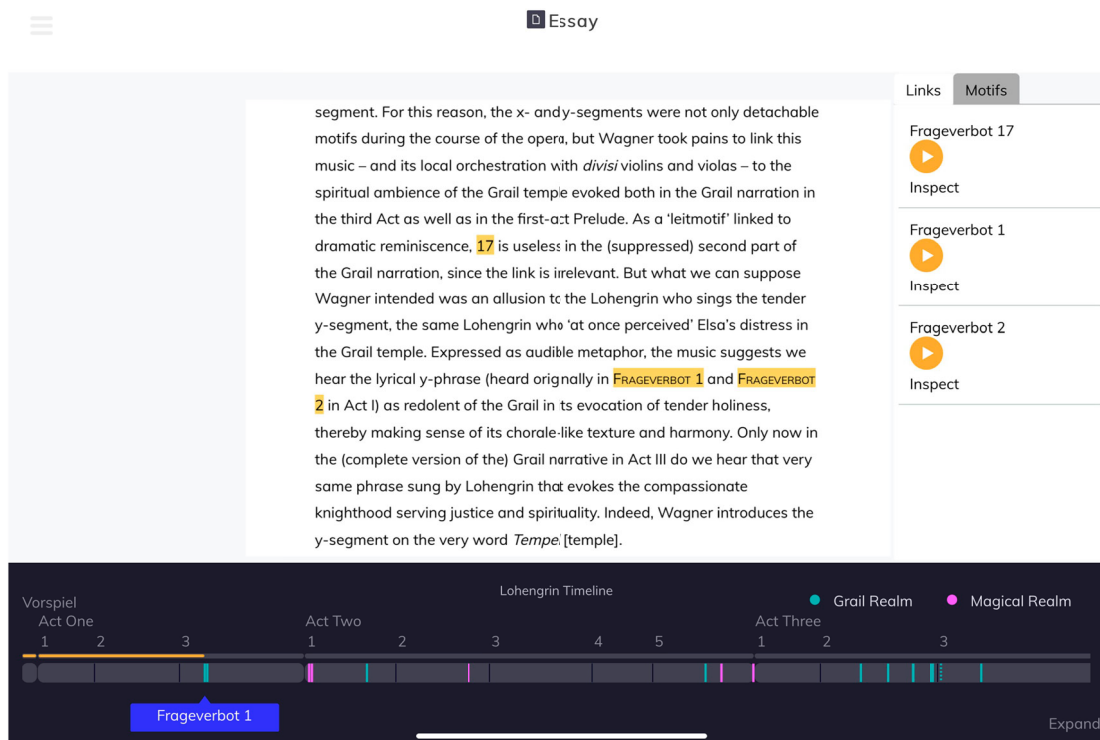 Essay
Links Motifs
segment. For this reason, the x- and y-segments were not only detachable
motifs during the course of the opera, but Wagner took pains to link this
music – and its local orchestration with divisi violins and violas – to the
spiritual ambience of the Grail temple evoked both in the Grail narration in
the third Act as well as in the first-act Prelude. As a ‘leitmotif’ linked to
dramatic reminiscence, 17 is useless in the (suppressed) second part of
the Grail narration, since the link is irrelevant. But what we can suppose
Wagner intended was an allusion to the Lohengrin who sings the tender
y-segment, the same Lohengrin who ‘at once perceived’ Elsa’s distress in
the Grail temple. Expressed as audible metaphor, the music suggests we
hear the lyrical y-phrase (heard orignally in Frageverbot 1 and Frageverbot
2 in Act I) as redolent of the Grail in its evocation of tender holiness,
thereby making sense of its chorale-like texture and harmony. Only now in
the (complete version of the) Grail narrative in Act III do we hear that very
same phrase sung by Lohengrin that evokes the compassionate
knighthood serving justice and spirituality. Indeed, Wagner introduces the
y-segment on the very word Tempel [temple].
Frageverbot 17
Inspect
Frageverbot 1
Inspect
Frageverbot 2
Inspect
Lohengrin Timeline
Grail Realm Magical Realm
Vorspiel
Act One Act Two Act Three
1 2 3 1 2 3 4 5 1 2 3
Frageverbot 1
Expand